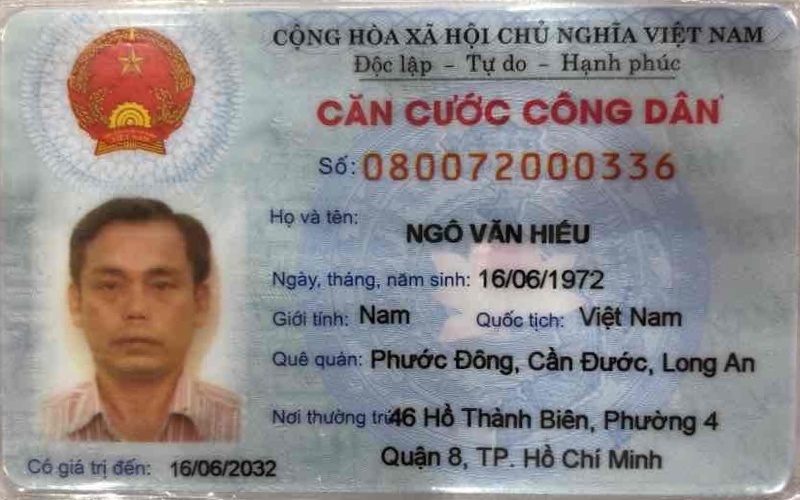 CỘNG HÒA XÃ HỘI CHỦ NGHĨA VIỆT NAM
Độc lập - Tự do - Hạnh phúc
CĂN CƯỚC CÔNG DÂN
Số: 080072000336
Họ và tên: NGÔ VĂN HIẾU
Ngày, tháng, năm sinh: 16/06/1972
Giới tính: Nam Quốc tịch: Việt Nam
Quê quán: Phước Đông, Cần Đước, Long An
Nơi thường trú: 46 Hồ Thành Biên, Phường 4
Quận 8, TP. Hồ Chí Minh
Có giá trị đến: 16/06/2032